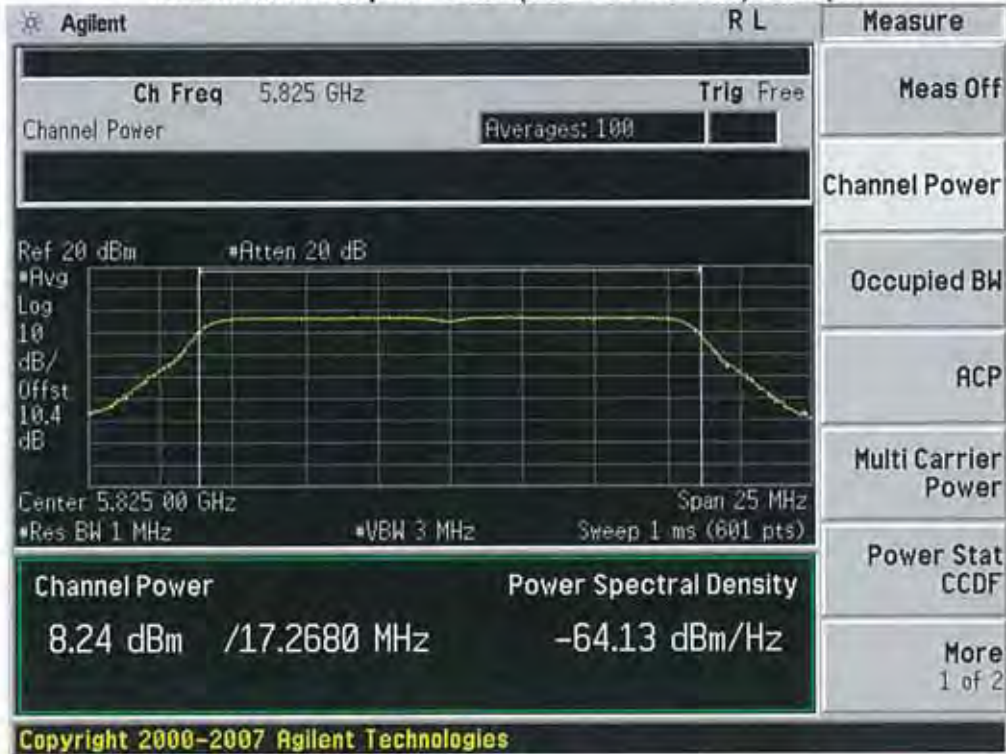 Agilent R L Measure
Ch Freq 5.825 GHz Trig Free
Channel Power Averages: 100
Meas Off
Channel Power
Occupied BW
ACP
Multi Carrier
Power
Power Stat
CCDF
More
1 of 2
Ref 20 dBm *Atten 20 dB
*Avg
Log
10
dB/
Offst
10.4
dB
Center 5.825 00 GHz Span 25 MHz
*Res BW 1 MHz *VBW 3 MHz Sweep 1 ms (601 pts)
Channel Power Power Spectral Density
8.24 dBm /17.2680 MHz -64.13 dBm/Hz
Copyright 2000-2007 Agilent Technologies